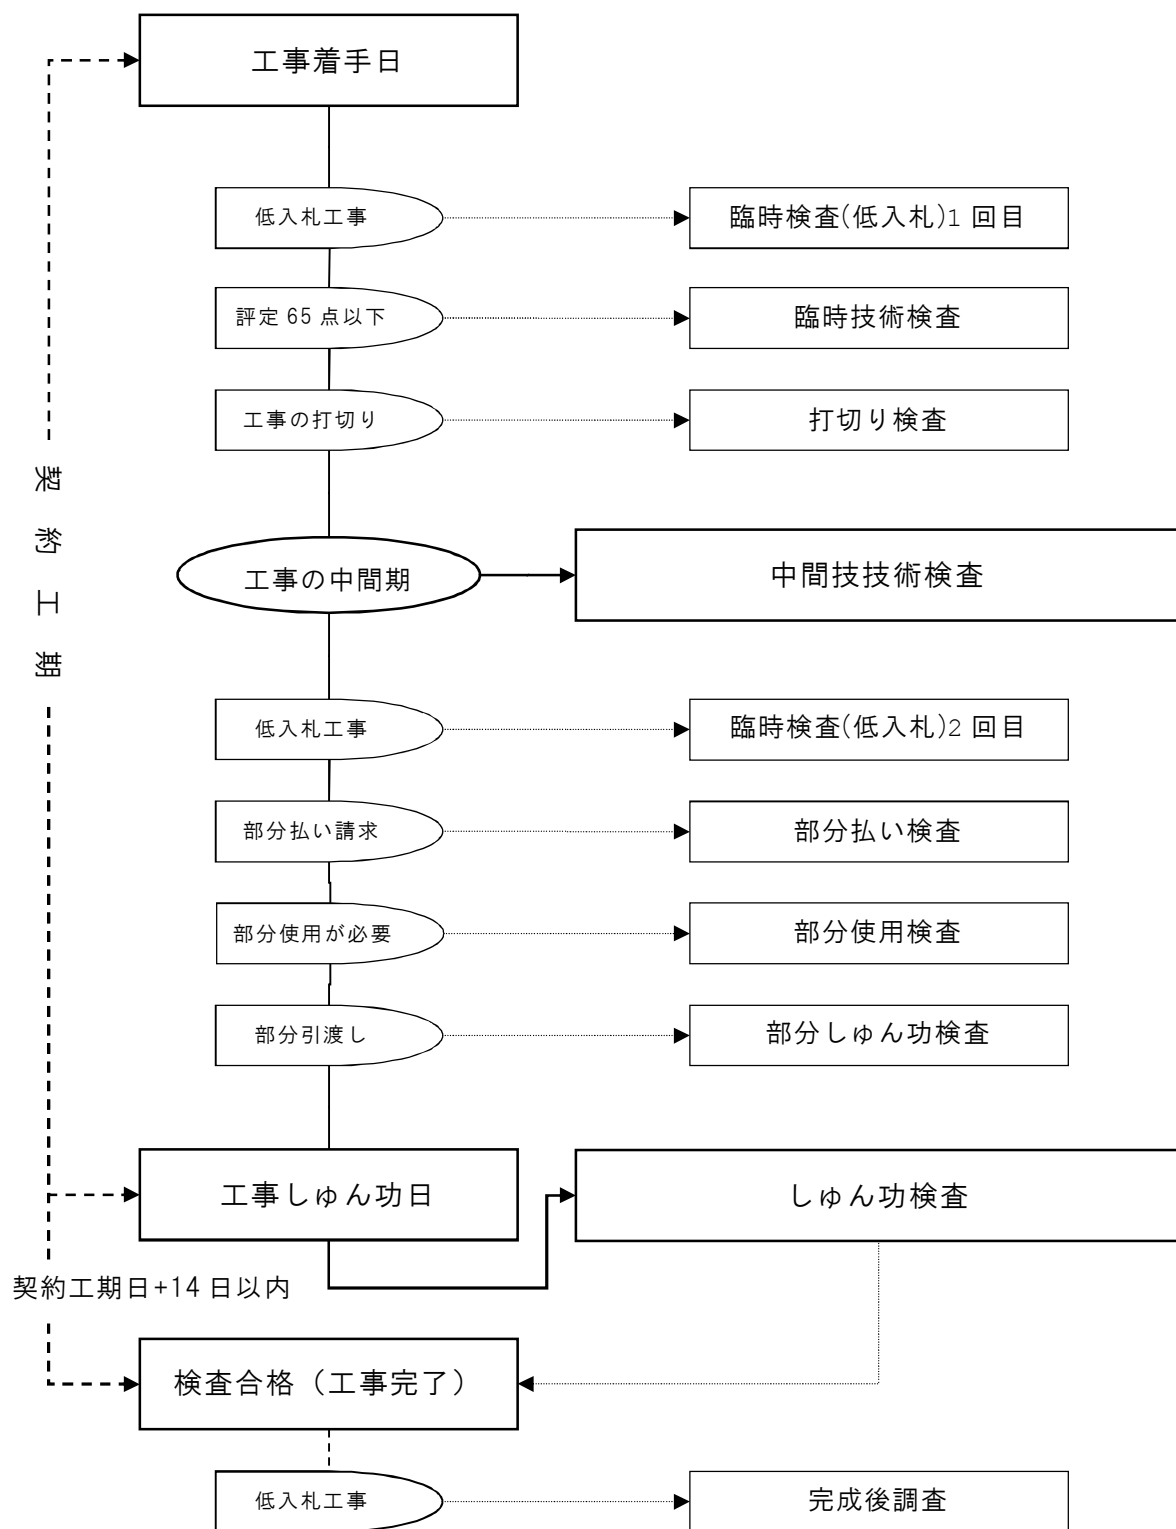 工事着手日
低入札工事
臨時検査(低入札)1 回目
評定 65 点以下
臨時技術検査
工事の打切り
打切り検査
契約工期
工事の中間期
中間技技術検査
低入札工事
臨時検査(低入札)2 回目
部分払い請求
部分払い検査
部分使用が必要
部分使用検査
部分引渡し
部分しゅん功検査
工事しゅん功日
しゅん功検査
契約工期日+14 日以内
検査合格（工事完了）
低入札工事
完成後調査